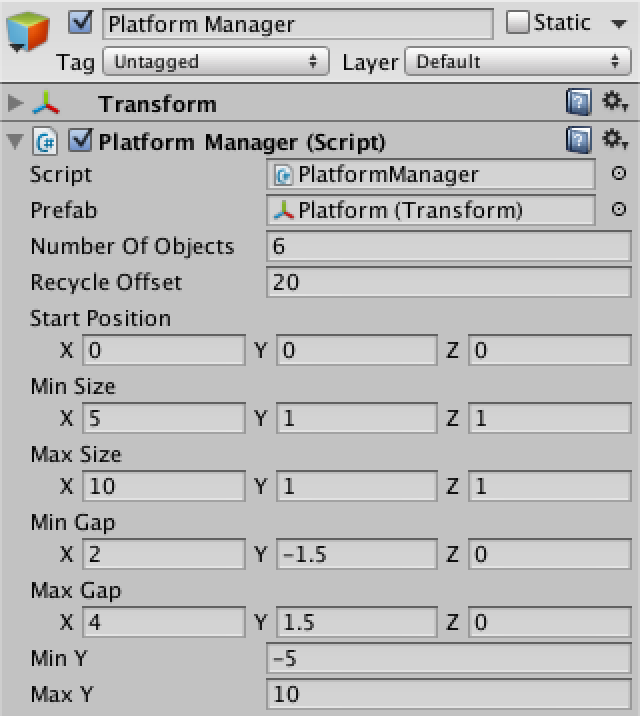 Platform Manager Static
Tag Untagged Layer Default
Transform
Platform Manager (Script)
Script PlatformManager
Prefab Platform (Transform)
Number Of Objects 6
Recycle Offset 20
Start Position
X 0 Y 0 Z 0
Min Size
X 5 Y 1 Z 1
Max Size
X 10 Y 1 Z 1
Min Gap
X 2 Y -1.5 Z 0
Max Gap
X 4 Y 1.5 Z 0
Min Y -5
Max Y 10